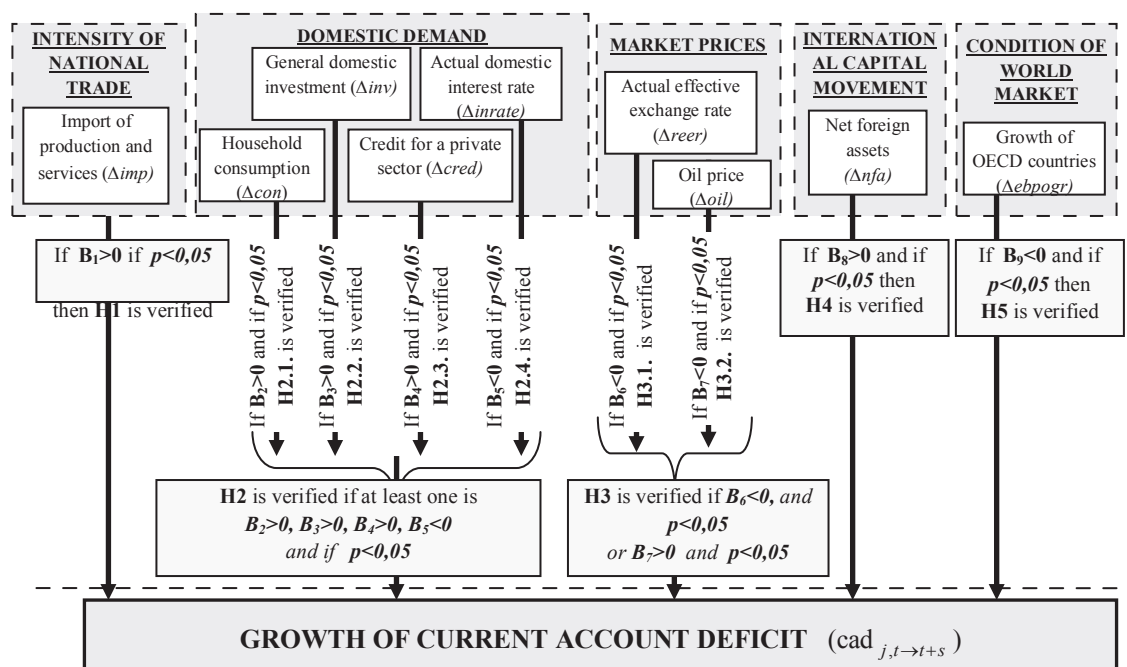 INTENSITY OF
NATIONAL
TRADE
Import of
production and
services (Δimp)
DOMESTIC DEMAND
General domestic
investment (Δinv)
Actual domestic
interest rate
(Δinrate)
Household
consumption
(Δcon)
Credit for a private
sector (Δcred)
MARKET PRICES
Actual effective
exchange rate
(Δreer)
Oil price
(Δoil)
INTERNATION
AL CAPITAL
MOVEMENT
Net foreign
assets
(Δnfa)
CONDITION OF
WORLD
MARKET
Growth of
OECD countries
(Δebpogr)
If B₁>0 if p<0,05
then H1 is verified
If B₂>0 and if p<0,05
H2.1. is verified
If B₃>0 and if p<0,05
H2.2. is verified
If B₄>0 and if p<0,05
H2.3. is verified
If B₅<0 and if p<0,05
H2.4. is verified
If B₆<0 and if p<0,05
H3.1. is verified
If B₇<0 and if p<0,05
H3.2. is verified
If B₈>0 and if
p<0,05 then
H4 is verified
If B₉<0 and if
p<0,05 then
H5 is verified
H2 is verified if at least one is
B₂>0, B₃>0, B₄>0, B₅<0
and if p<0,05
H3 is verified if B₆<0, and
p<0,05
or B₇>0 and p<0,05
GROWTH OF CURRENT ACCOUNT DEFICIT (cad j,t→t+s)